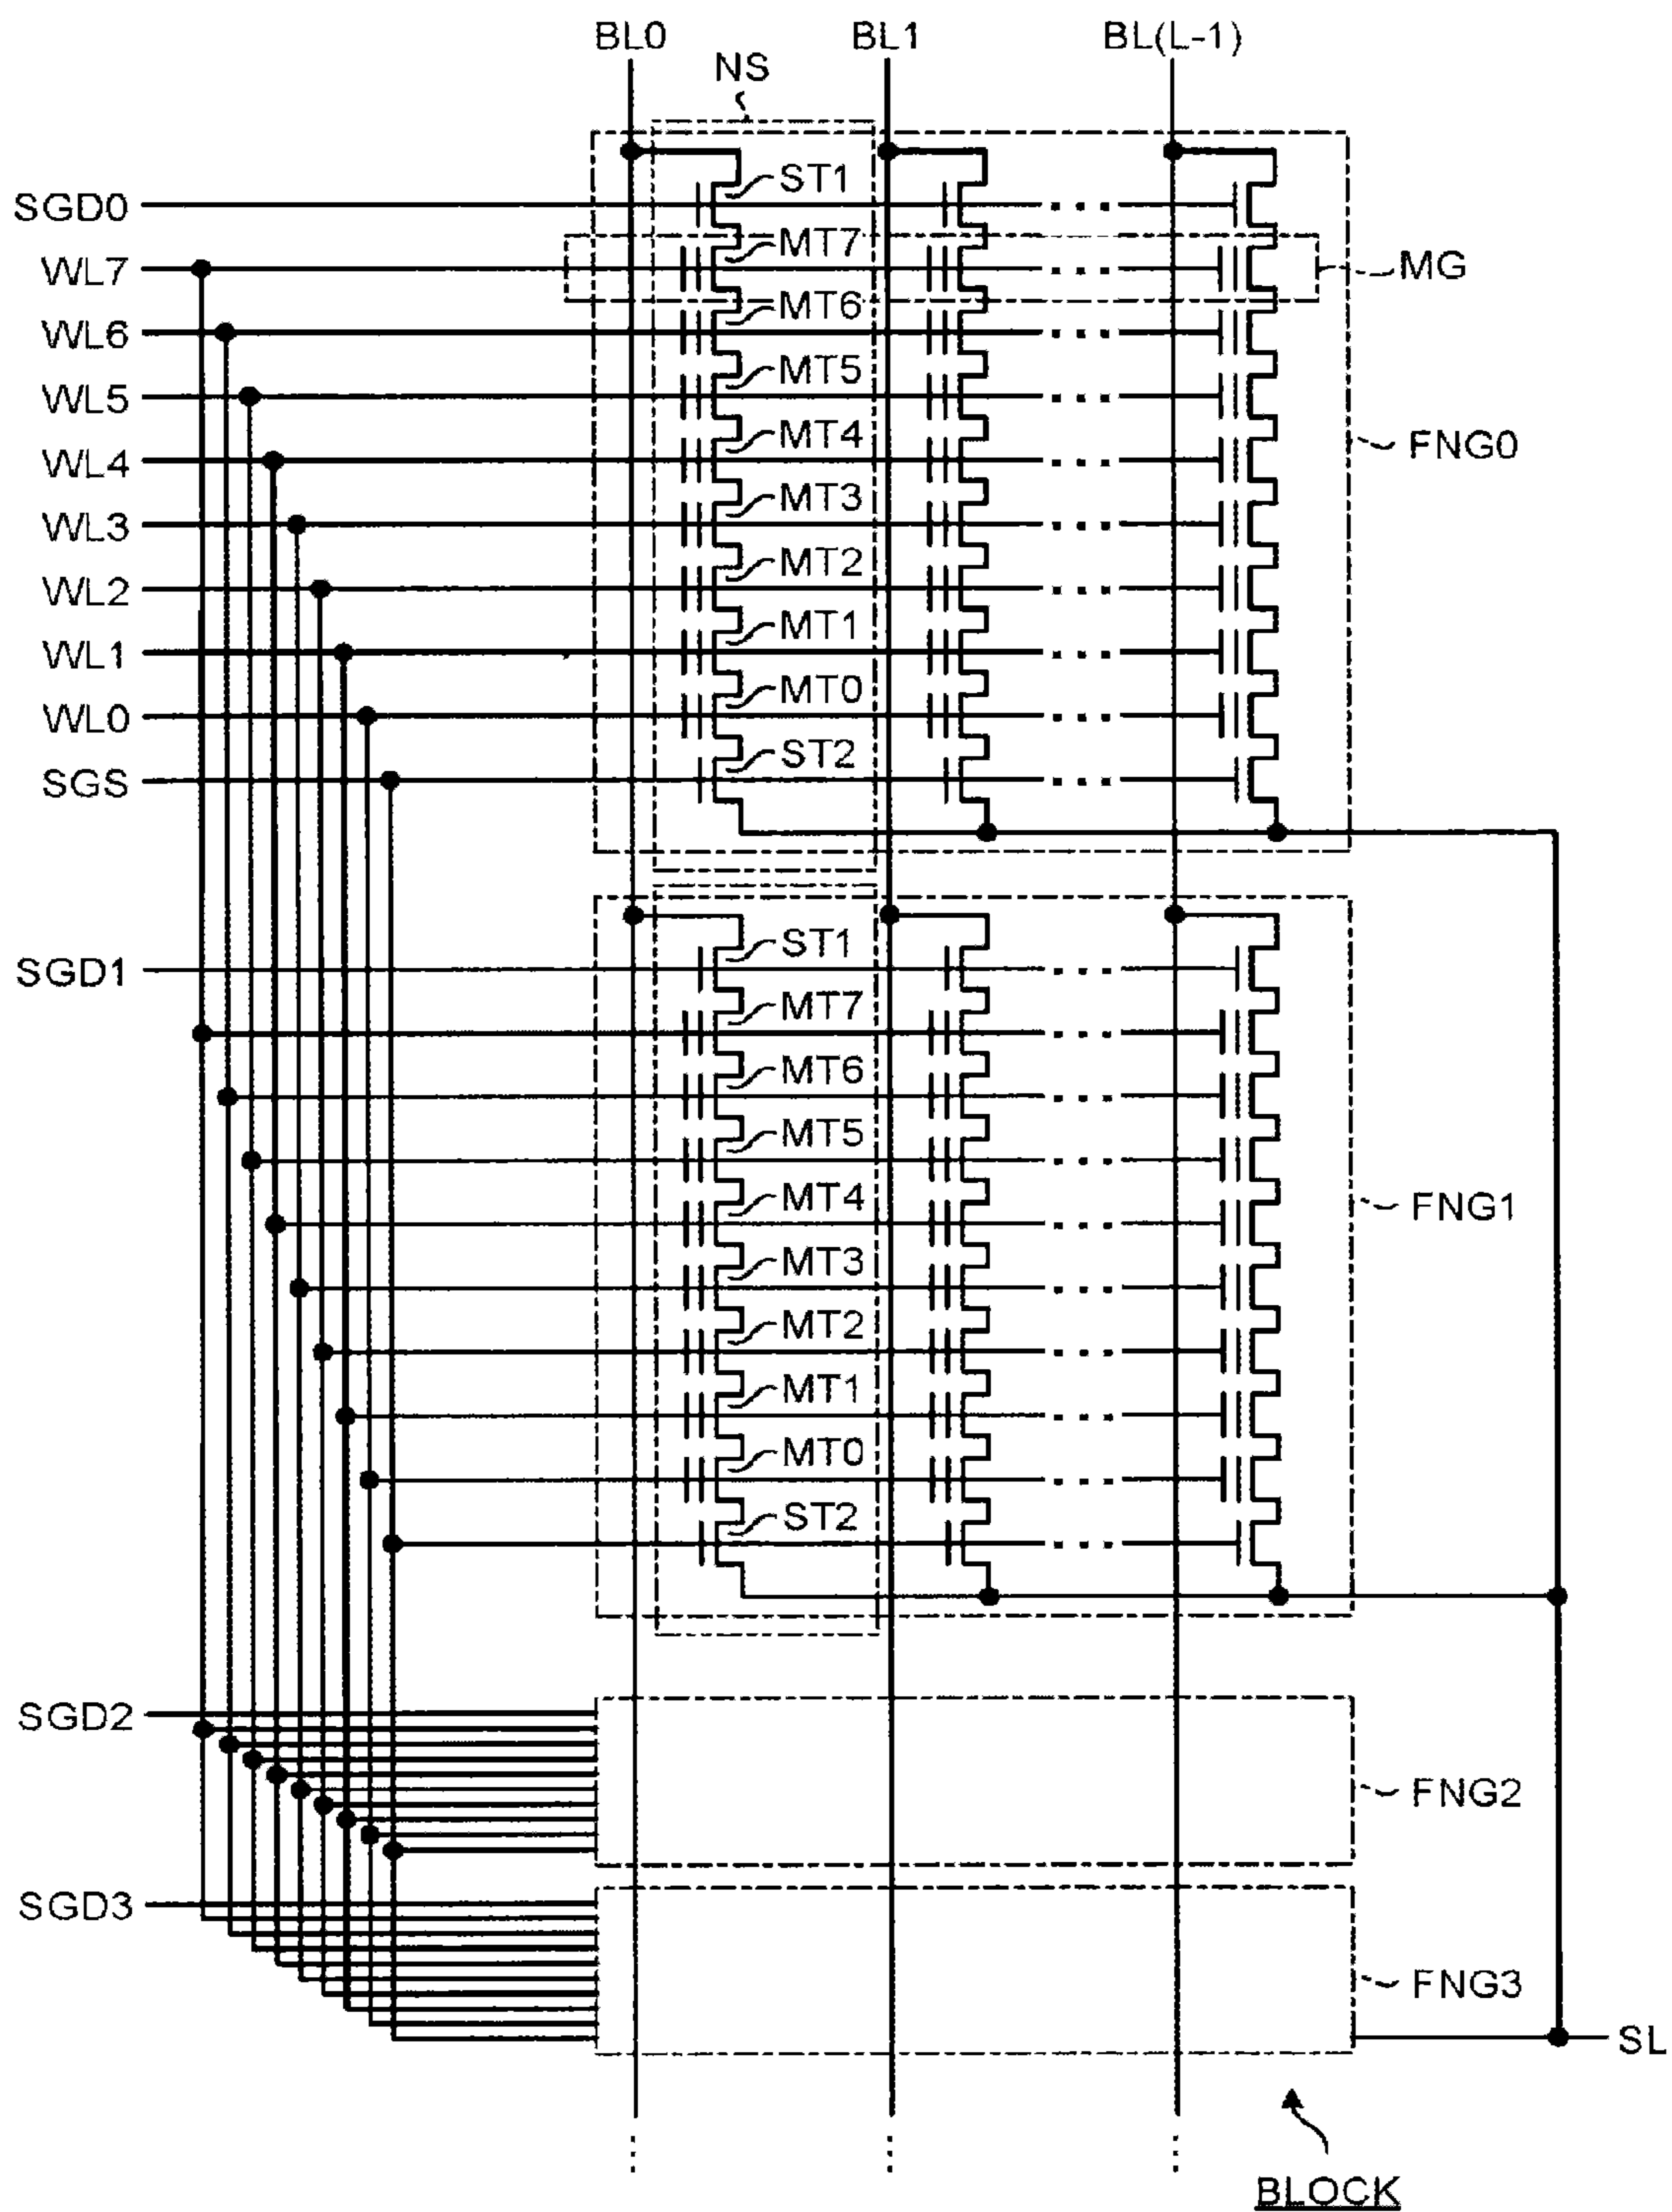 BL0 BL1 BL(L-1)
NS
SGD0 ST1
WL7 MT7 MG
WL6 MT6
WL5 MT5
WL4 MT4 FNG0
WL3 MT3
WL2 MT2
WL1 MT1
WL0 MT0
SGS ST2
SGD1 ST1
MT7
MT6
MT5
MT4 FNG1
MT3
MT2
MT1
MT0
ST2
SGD2
FNG2
SGD3
FNG3
SL
BLOCK